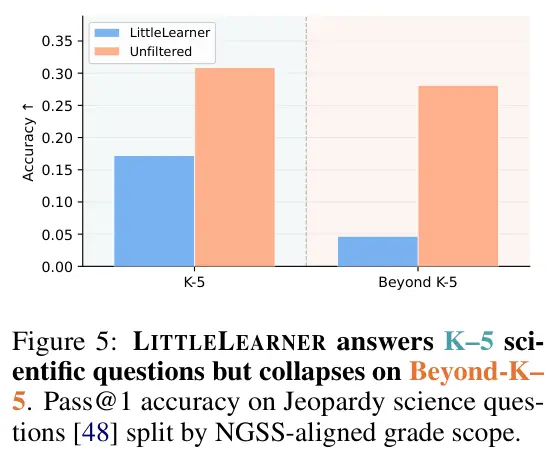 LittleLearner
Unfiltered
Accuracy ↑
0.35
0.30
0.25
0.20
0.15
0.10
0.05
0.00
K-5
Beyond K-5
Figure 5: LITTLELEARNER answers K–5 sci-
entific questions but collapses on Beyond-K–
5. Pass@1 accuracy on Jeopardy science ques-
tions [48] split by NGSS-aligned grade scope.